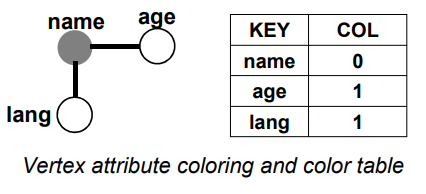 name age
lang
KEY COL
name 0
age 1
lang 1
Vertex attribute coloring and color table